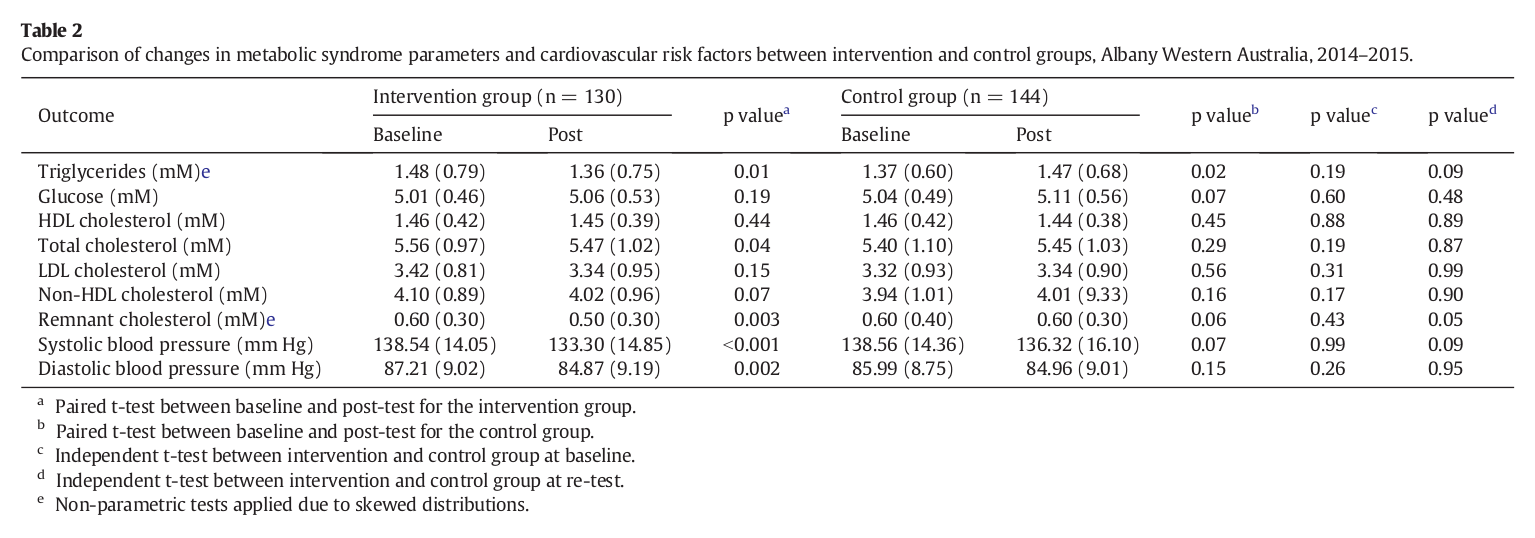 Table 2
Comparison of changes in metabolic syndrome parameters and cardiovascular risk factors between intervention and control groups, Albany Western Australia, 2014–2015.
Outcome Intervention group (n = 130) p valueᵃ Control group (n = 144) p valueᵇ p valueᶜ p valueᵈ
Baseline Post Baseline Post
Triglycerides (mM)e 1.48 (0.79) 1.36 (0.75) 0.01 1.37 (0.60) 1.47 (0.68) 0.02 0.19 0.09
Glucose (mM) 5.01 (0.46) 5.06 (0.53) 0.19 5.04 (0.49) 5.11 (0.56) 0.07 0.60 0.48
HDL cholesterol (mM) 1.46 (0.42) 1.45 (0.39) 0.44 1.46 (0.42) 1.44 (0.38) 0.45 0.88 0.89
Total cholesterol (mM) 5.56 (0.97) 5.47 (1.02) 0.04 5.40 (1.10) 5.45 (1.03) 0.29 0.19 0.87
LDL cholesterol (mM) 3.42 (0.81) 3.34 (0.95) 0.15 3.32 (0.93) 3.34 (0.90) 0.56 0.31 0.99
Non-HDL cholesterol (mM) 4.10 (0.89) 4.02 (0.96) 0.07 3.94 (1.01) 4.01 (9.33) 0.16 0.17 0.90
Remnant cholesterol (mM)e 0.60 (0.30) 0.50 (0.30) 0.003 0.60 (0.40) 0.60 (0.30) 0.06 0.43 0.05
Systolic blood pressure (mm Hg) 138.54 (14.05) 133.30 (14.85) <0.001 138.56 (14.36) 136.32 (16.10) 0.07 0.99 0.09
Diastolic blood pressure (mm Hg) 87.21 (9.02) 84.87 (9.19) 0.002 85.99 (8.75) 84.96 (9.01) 0.15 0.26 0.95
ᵃ Paired t-test between baseline and post-test for the intervention group.
ᵇ Paired t-test between baseline and post-test for the control group.
ᶜ Independent t-test between intervention and control group at baseline.
ᵈ Independent t-test between intervention and control group at re-test.
ᵉ Non-parametric tests applied due to skewed distributions.